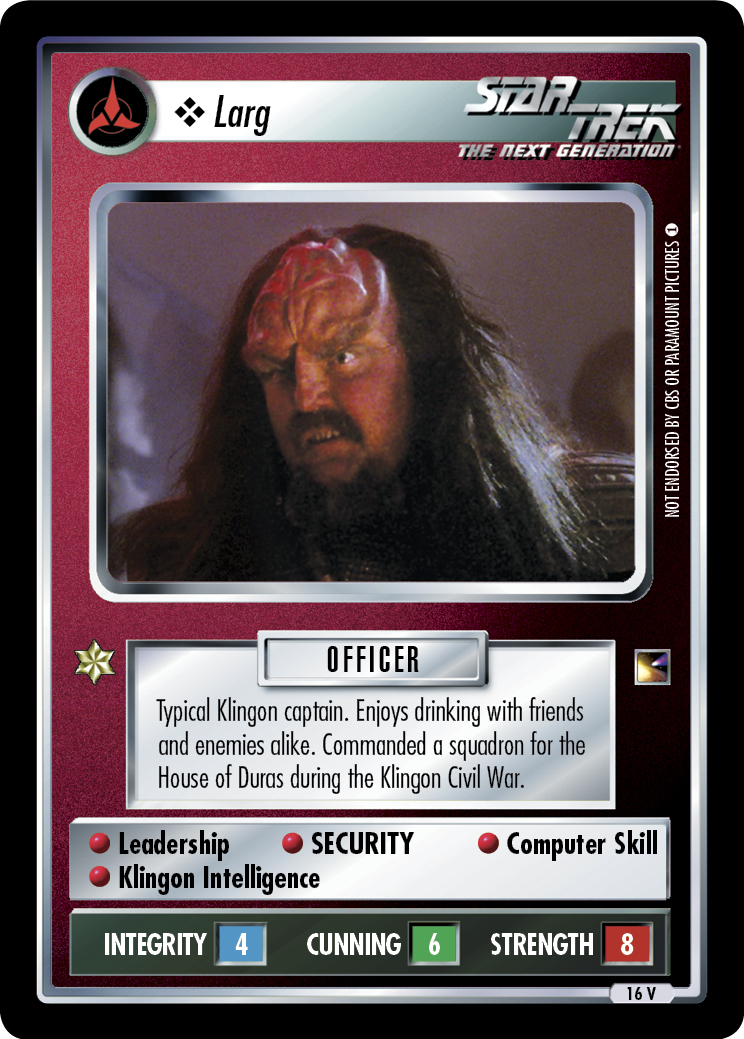 ❖ Larg
STAR TREK
THE NEXT GENERATION
NOT ENDORSED BY CBS OR PARAMOUNT PICTURES 1
OFFICER
Typical Klingon captain. Enjoys drinking with friends
and enemies alike. Commanded a squadron for the
House of Duras during the Klingon Civil War.
Leadership SECURITY Computer Skill
Klingon Intelligence
INTEGRITY 4 CUNNING 6 STRENGTH 8
16 V